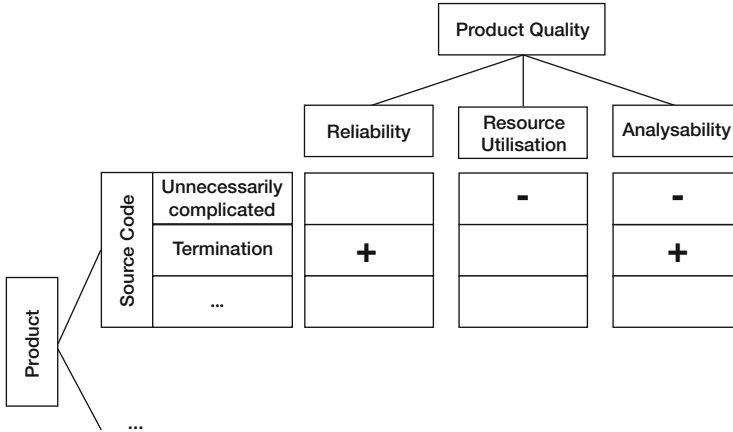 Product Quality
Reliability
Resource
Utilisation
Analysability
Source Code
Unnecessarily
complicated
-
-
Termination
+
+
...
Product
...